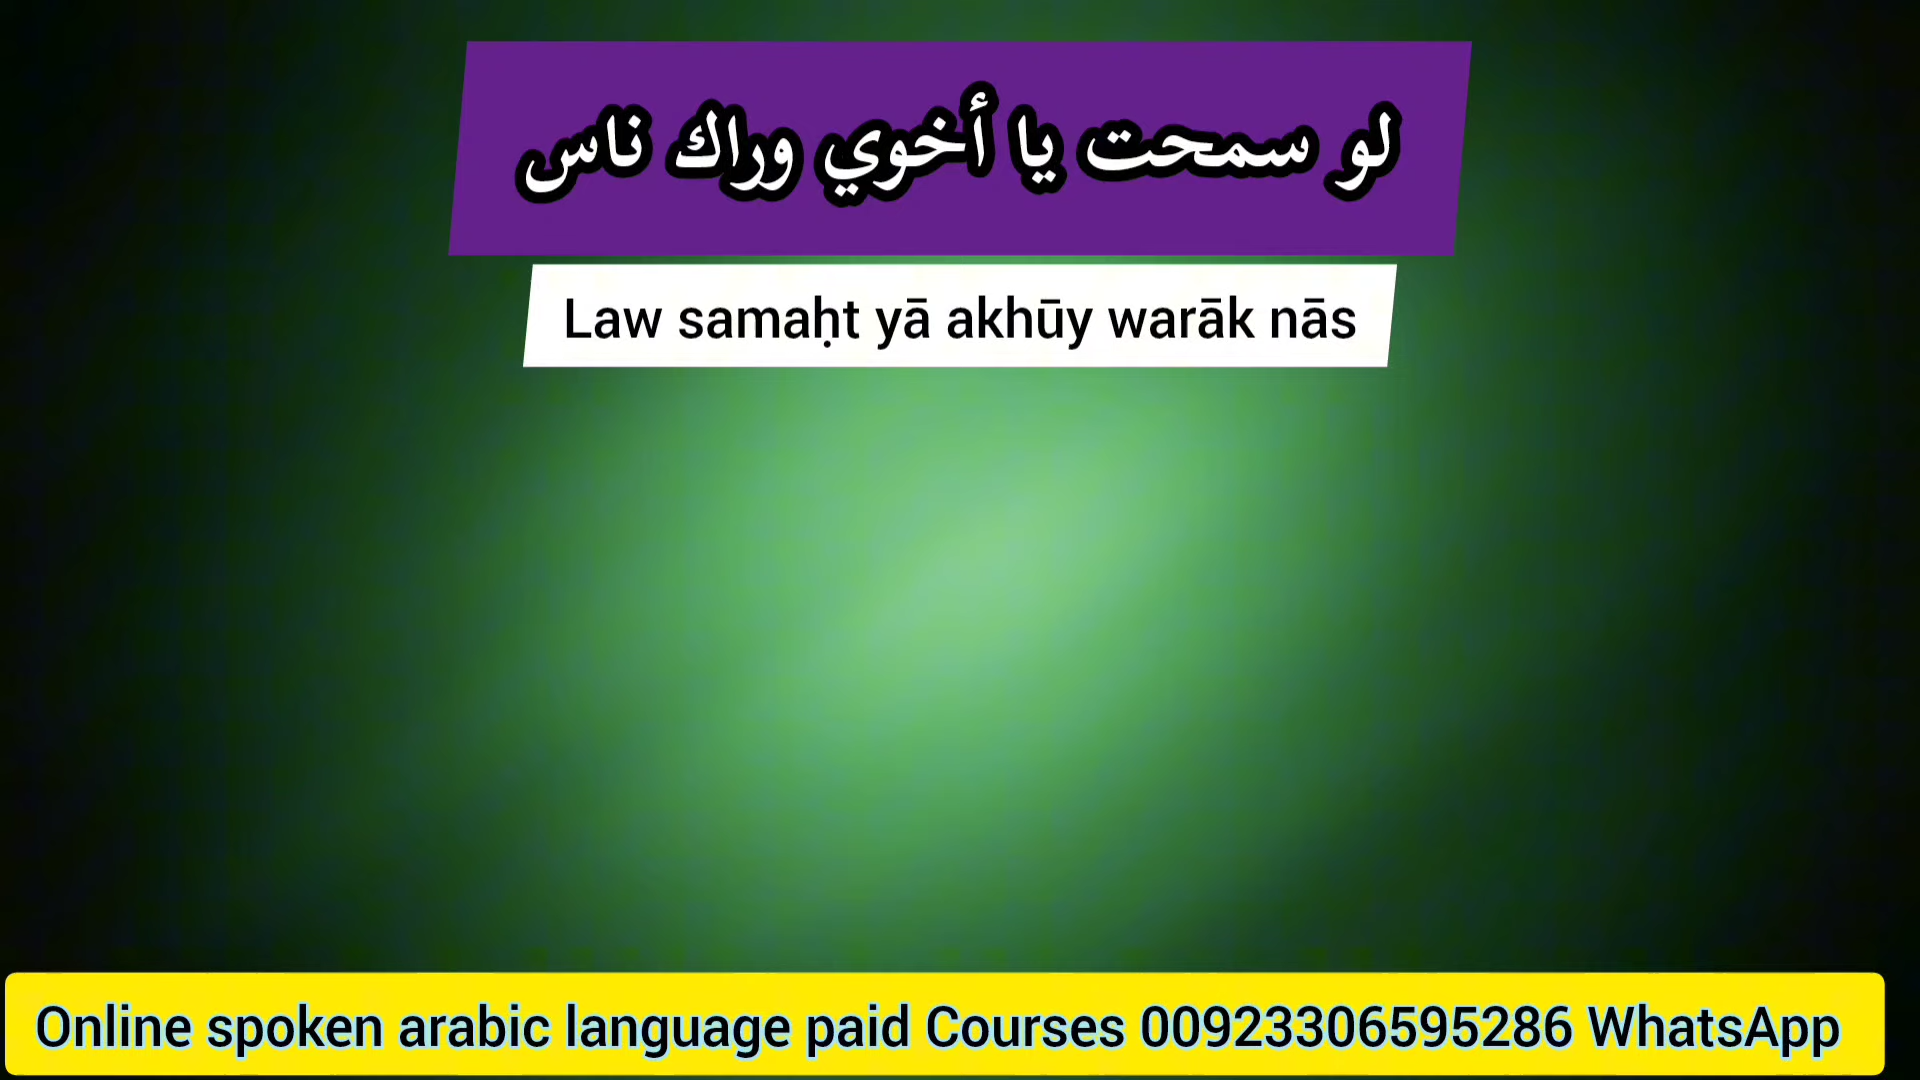 لو سمحت يا أخوي وراك ناس
Law samaḥt yā akhūy warāk nās
Online spoken arabic language paid Courses 00923306595286 WhatsApp